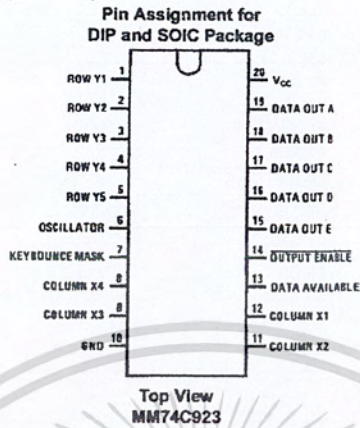 Pin Assignment for
DIP and SOIC Package
ROW Y1 1
ROW Y2 2
ROW Y3 3
ROW Y4 4
ROW Y5 5
OSCILLATOR 6
KEYBOUNCE MASK 7
COLUMN X4 8
COLUMN X3 9
GND 10
20 VCC
19 DATA OUT A
18 DATA OUT B
17 DATA OUT C
16 DATA OUT D
15 DATA OUT E
14 OUTPUT ENABLE
13 DATA AVAILABLE
12 COLUMN X1
11 COLUMN X2
Top View
MM74C923